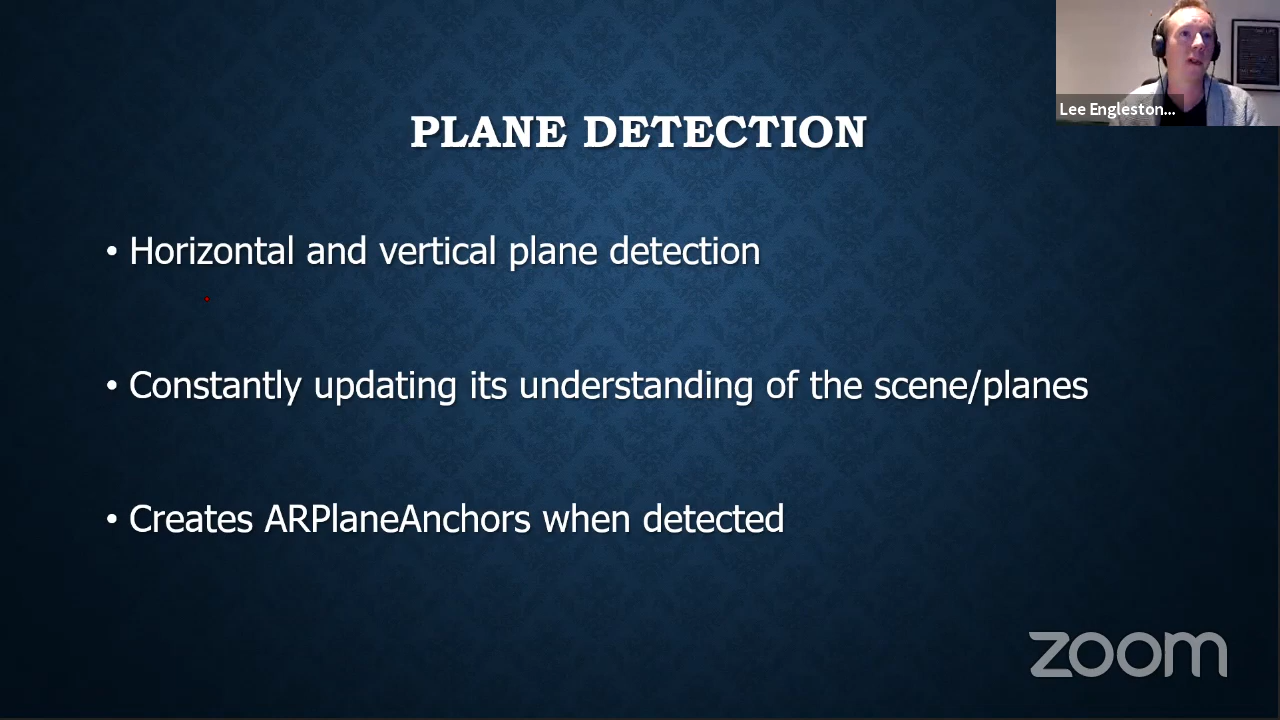 Lee Engleston...
PLANE DETECTION
• Horizontal and vertical plane detection
• Constantly updating its understanding of the scene/planes
• Creates ARPlaneAnchors when detected
zoom